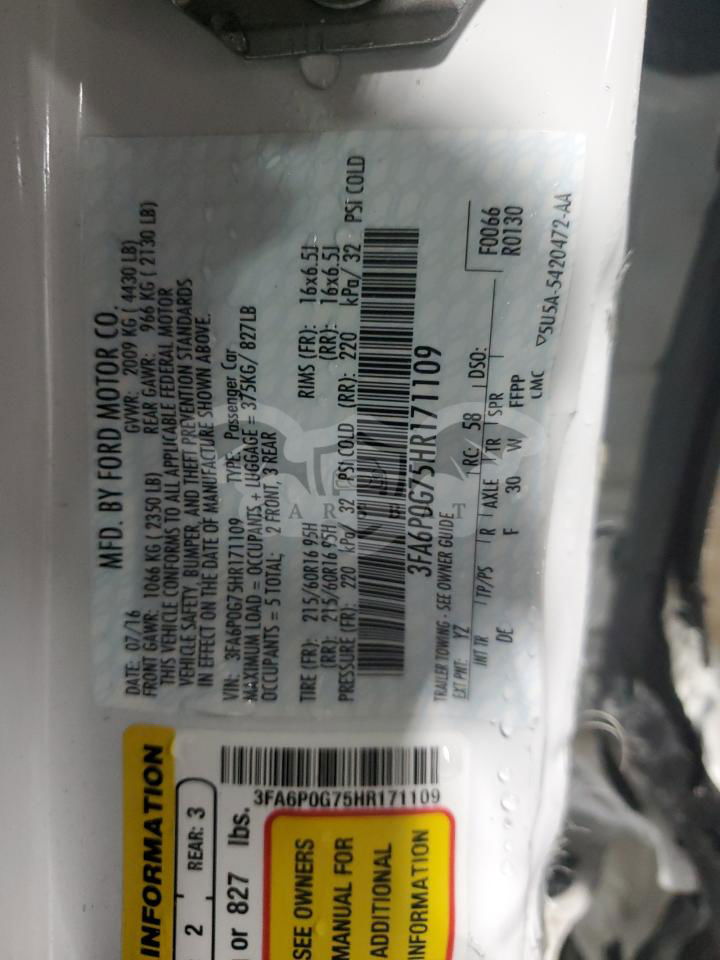 MFD. BY FORD MOTOR CO.
DATE: 07/16 GVWR: 2009 KG ( 4430 LB)
FRONT GAWR: 1066 KG ( 2350 LB) REAR GAWR: 966 KG ( 2130 LB)
THIS VEHICLE CONFORMS TO ALL APPLICABLE FEDERAL MOTOR
VEHICLE SAFETY, BUMPER, AND THEFT PREVENTION STANDARDS
IN EFFECT ON THE DATE OF MANUFACTURE SHOWN ABOVE.
VIN: 3FA6P0G75HR171109 TYPE: Passenger Car
MAXIMUM LOAD = OCCUPANTS + LUGGAGE = 375KG/ 827LB
OCCUPANTS = 5 TOTAL; 2 FRONT, 3 REAR
TIRE (FR): 215/60R16 95H RIMS (FR): 16x6.5J
(RR): 215/60R16 95H (RR): 16x6.5J
PRESSURE (FR): 220 kPa/ 32 PSI COLD (RR): 220 kPa/ 32 PSI COLD
3FA6P0G75HR171109
TRAILER TOWING - SEE OWNER GUIDE
EXT PNT: YZ RC: 58 DSO:
INT TR TP/PS R AXLE TR SPR F0066
DE F 30 W FFPP R0130
LMC
▽5U5A-5420472-AA
INFORMATION
2 REAR: 3
or 827 lbs.
3FA6P0G75HR171109
SEE OWNERS
MANUAL FOR
ADDITIONAL
INFORMATION